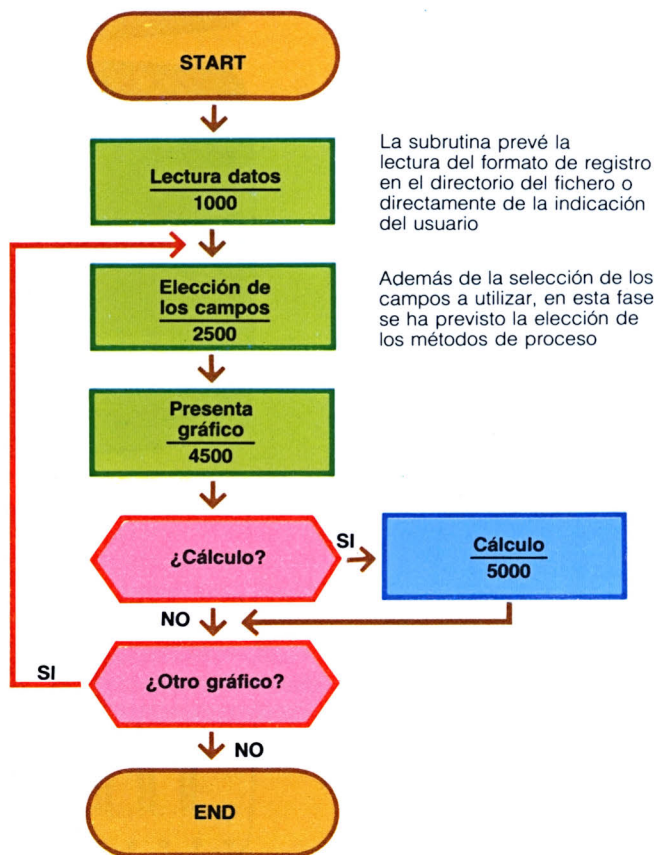 START
Lectura datos
1000
La subrutina prevé la
lectura del formato de registro
en el directorio del fichero o
directamente de la indicación
del usuario
Elección de
los campos
2500
Además de la selección de los
campos a utilizar, en esta fase
se ha previsto la elección de
los métodos de proceso
Presenta
gráfico
4500
¿Cálculo?
SI
Cálculo
5000
NO
SI
¿Otro gráfico?
NO
END